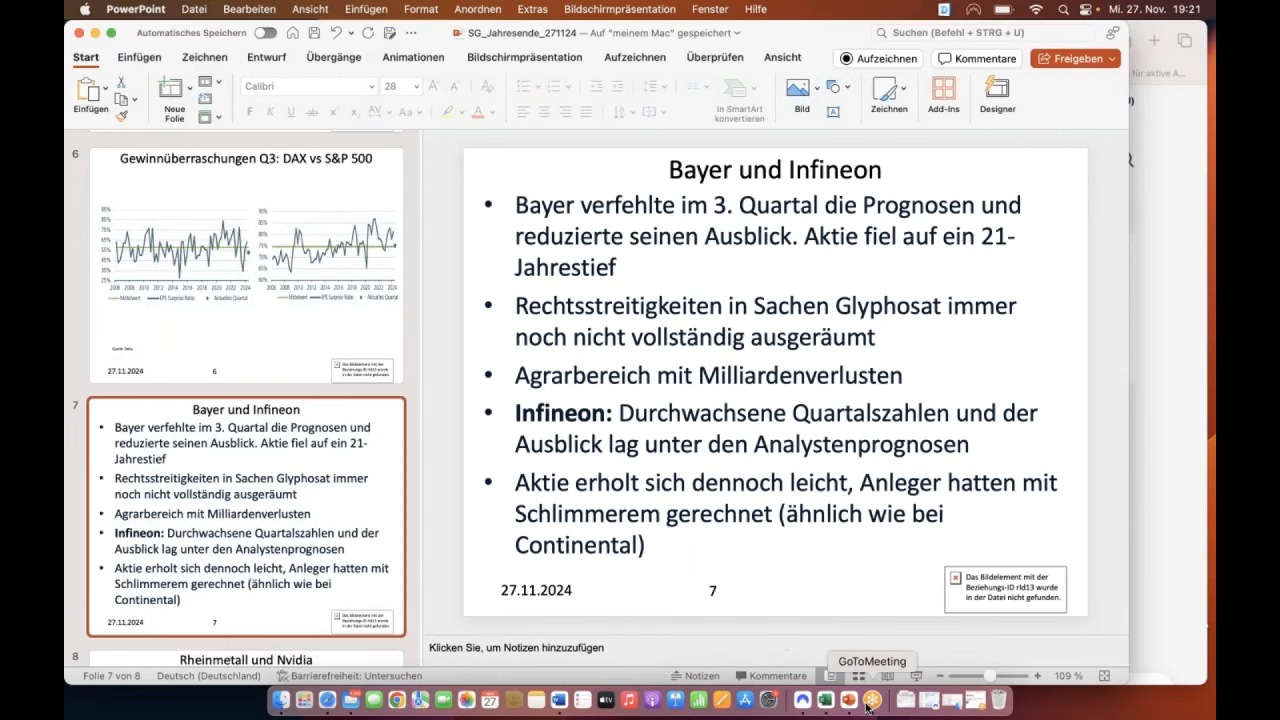 PowerPoint Datei Bearbeiten Ansicht Einfügen Format Anordnen Extras Bildschirmpräsentation Fenster Hilfe Mi. 27. Nov. 19:21
Automatisches Speichern SG_Jahresende_271124 — Auf "meinem Mac" gespeichert Suchen (Befehl + STRG + U)
Start Einfügen Zeichnen Entwurf Übergänge Animationen Bildschirmpräsentation Aufzeichnen Überprüfen Ansicht Aufzeichnen Kommentare Freigeben
für aktive A...
Calibri 28
Einfügen Neue Folie In SmartArt konvertieren Bild Zeichnen Add-Ins Designer
6
Gewinnüberraschungen Q3: DAX vs S&P 500
27.11.2024 6
7
Bayer und Infineon
Bayer verfehlte im 3. Quartal die Prognosen und
reduzierte seinen Ausblick. Aktie fiel auf ein 21-
Jahrestief
Rechtsstreitigkeiten in Sachen Glyphosat immer
noch nicht vollständig ausgeräumt
Agrarbereich mit Milliardenverlusten
Infineon: Durchwachsene Quartalszahlen und der
Ausblick lag unter den Analystenprognosen
Aktie erholt sich dennoch leicht, Anleger hatten mit
Schlimmerem gerechnet (ähnlich wie bei
Continental)
27.11.2024 7
8
Rheinmetall und Nvidia
Bayer und Infineon
• Bayer verfehlte im 3. Quartal die Prognosen und
reduzierte seinen Ausblick. Aktie fiel auf ein 21-
Jahrestief
• Rechtsstreitigkeiten in Sachen Glyphosat immer
noch nicht vollständig ausgeräumt
• Agrarbereich mit Milliardenverlusten
• Infineon: Durchwachsene Quartalszahlen und der
Ausblick lag unter den Analystenprognosen
• Aktie erholt sich dennoch leicht, Anleger hatten mit
Schlimmerem gerechnet (ähnlich wie bei
Continental)
27.11.2024 7
Das Bildelement mit der
Beziehungs-ID rId13 wurde
in der Datei nicht gefunden.
Klicken Sie, um Notizen hinzuzufügen
GoToMeeting
Folie 7 von 8 Deutsch (Deutschland) Barrierefreiheit: Untersuchen Notizen Kommentare 109 %